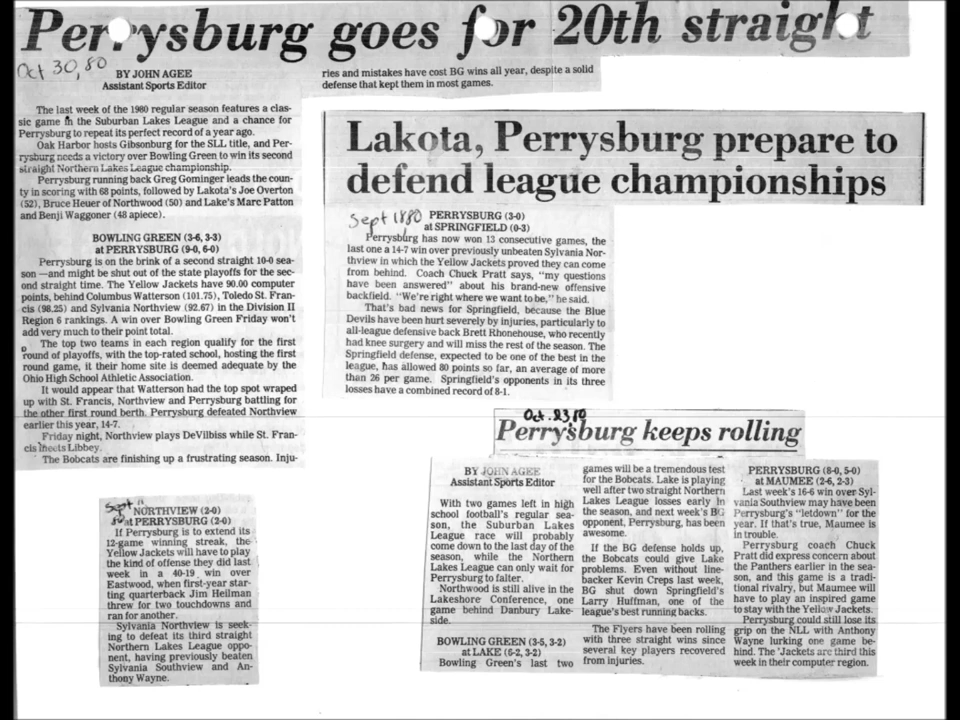 Perrysburg goes for 20th straight
Oct 30, 80
BY JOHN AGEE
Assistant Sports Editor
The last week of the 1980 regular season features a clas-
sic game in the Suburban Lakes League and a chance for
Perrysburg to repeat its perfect record of a year ago.
Oak Harbor hosts Gibsonburg for the SLL title, and Per-
rysburg needs a victory over Bowling Green to win its second
straight Northern Lakes League championship.
Perrysburg running back Greg Gominger leads the coun-
ty in scoring with 68 points, followed by Lakota's Joe Overton
(52), Bruce Heuer of Northwood (50) and Lake's Marc Patton
and Benji Waggoner (48 apiece).
BOWLING GREEN (3-6, 3-3)
at PERRYSBURG (9-0, 6-0)
Perrysburg is on the brink of a second straight 10-0 sea-
son —and might be shut out of the state playoffs for the sec-
ond straight time. The Yellow Jackets have 90.00 computer
points, behind Columbus Watterson (101.75), Toledo St. Fran-
cis (98.25) and Sylvania Northview (92.67) in the Division II
Region 6 rankings. A win over Bowling Green Friday won't
add very much to their point total.
The top two teams in each region qualify for the first
round of playoffs, with the top-rated school, hosting the first
round game, it their home site is deemed adequate by the
Ohio High School Athletic Association.
It would appear that Watterson had the top spot wraped
up with St. Francis, Northview and Perrysburg battling for
the other first round berth. Perrysburg defeated Northview
earlier this year, 14-7.
Friday night, Northview plays DeVilbiss while St. Fran-
cis meets Libbey.
The Bobcats are finishing up a frustrating season. Inju-
ries and mistakes have cost BG wins all year, despite a solid
defense that kept them in most games.
Lakota, Perrysburg prepare to
defend league championships
Sept 1880
PERRYSBURG (3-0)
at SPRINGFIELD (0-3)
Perrysburg has now won 13 consecutive games, the
last one a 14-7 win over previously unbeaten Sylvania Nor-
thview in which the Yellow Jackets proved they can come
from behind. Coach Chuck Pratt says, "my questions
have been answered" about his brand-new offensive
backfield. "We're right where we want to be," he said.
That's bad news for Springfield, because the Blue
Devils have been hurt severely by injuries, particularly to
all-league defensive back Brett Rhonehouse, who recently
had knee surgery and will miss the rest of the season. The
Springfield defense, expected to be one of the best in the
league, has allowed 80 points so far, an average of more
than 26 per game. Springfield's opponents in its three
losses have a combined record of 8-1.
Sept 11
80
NORTHVIEW (2-0)
at PERRYSBURG (2-0)
If Perrysburg is to extend its
12-game winning streak, the
Yellow Jackets will have to play
the kind of offense they did last
week in a 40-19 win over
Eastwood, when first-year star-
ting quarterback Jim Heilman
threw for two touchdowns and
ran for another.
Sylvania Northview is seek-
ing to defeat its third straight
Northern Lakes League oppo-
nent, having previously beaten
Sylvania Southview and An-
thony Wayne.
Oct. 23,
Perrysburg keeps rolling
BY JOHN AGEE
Assistant Sports Editor
With two games left in high
school football's regular sea-
son, the Suburban Lakes
League race will probably
come down to the last day of the
season, while the Northern
Lakes League can only wait for
Perrysburg to falter.
Northwood is still alive in the
Lakeshore Conference, one
game behind Danbury Lake-
side.
BOWLING GREEN (3-5, 3-2)
at LAKE (6-2, 3-2)
Bowling Green's last two
games will be a tremendous test
for the Bobcats. Lake is playing
well after two straight Northern
Lakes League losses early in
the season, and next week's BG
opponent, Perrysburg, has been
awesome.
If the BG defense holds up,
the Bobcats could give Lake
problems. Even without line-
backer Kevin Creps last week,
BG shut down Springfield's
Larry Huffman, one of the
league's best running backs.
The Flyers have been rolling
with three straight wins since
several key players recovered
from injuries.
PERRYSBURG (8-0, 5-0)
at MAUMEE (2-6, 2-3)
Last week's 16-6 win over Syl-
vania Southview may have been
Perrysburg's "letdown" for the
year. If that's true, Maumee is
in trouble.
Perrysburg coach Chuck
Pratt did express concern about
the Panthers earlier in the sea-
son, and this game is a tradi-
tional rivalry, but Maumee will
have to play an inspired game
to stay with the Yellow Jackets.
Perrysburg could still lose its
grip on the NLL with Anthony
Wayne lurking one game be-
hind. The 'Jackets are third this
week in their computer region.